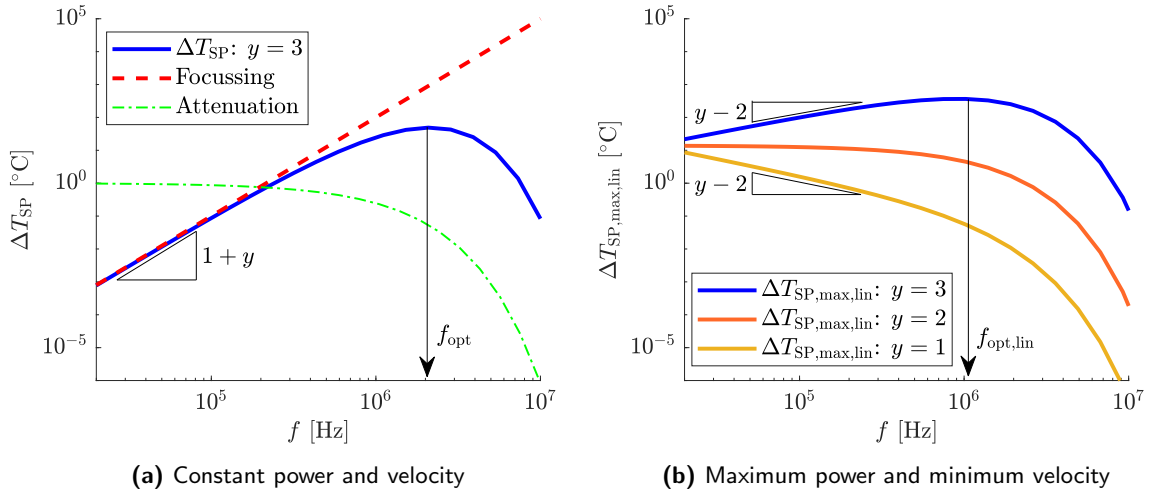 10^5
10^0
10^-5
ΔT_SP [°C]
ΔT_SP: y = 3
Focussing
Attenuation
1 + y
f_opt
10^5 10^6 10^7
f [Hz]
(a) Constant power and velocity
10^5
10^0
10^-5
ΔT_SP,max,lin [°C]
y − 2
y − 2
ΔT_SP,max,lin: y = 3
ΔT_SP,max,lin: y = 2
ΔT_SP,max,lin: y = 1
f_opt,lin
10^5 10^6 10^7
f [Hz]
(b) Maximum power and minimum velocity